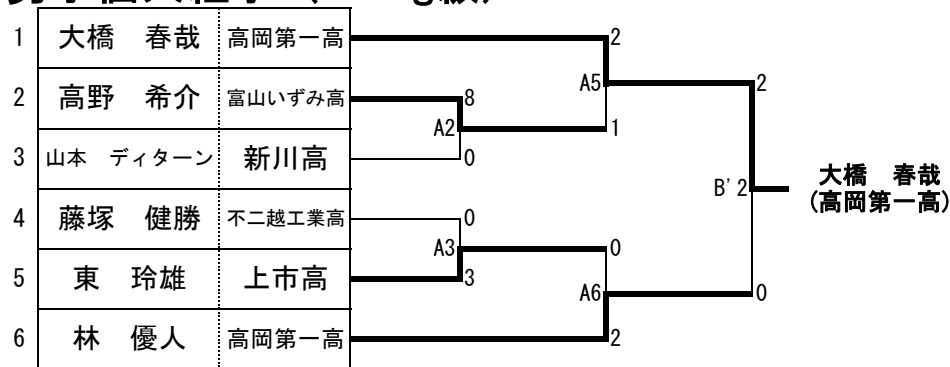 1 大橋 春哉 高岡第一高 2
A5 2
2 高野 希介 富山いずみ高 8
A2 1
3 山本 ディターン 新川高 0
B'2 大橋 春哉
(高岡第一高)
4 藤塚 健勝 不二越工業高 0
A3 0
5 東 玲雄 上市高 3
A6 0
6 林 優人 高岡第一高 2